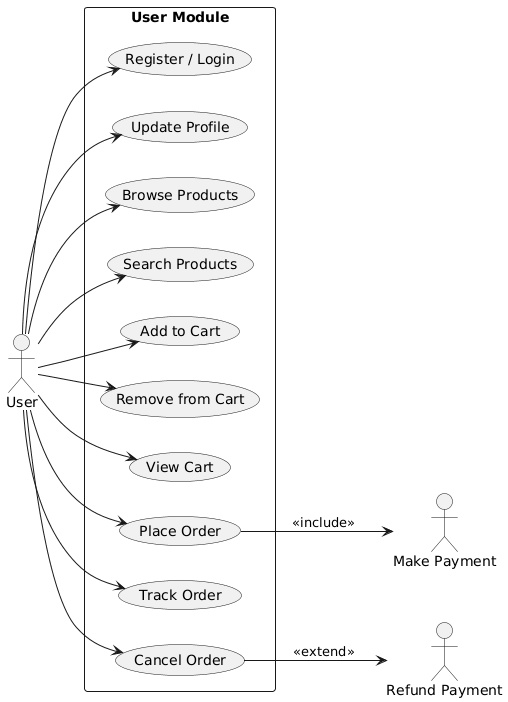 User Module
Register / Login
Update Profile
Browse Products
Search Products
Add to Cart
User
Remove from Cart
View Cart
Place Order
«include»
Make Payment
Track Order
Cancel Order
«extend»
Refund Payment